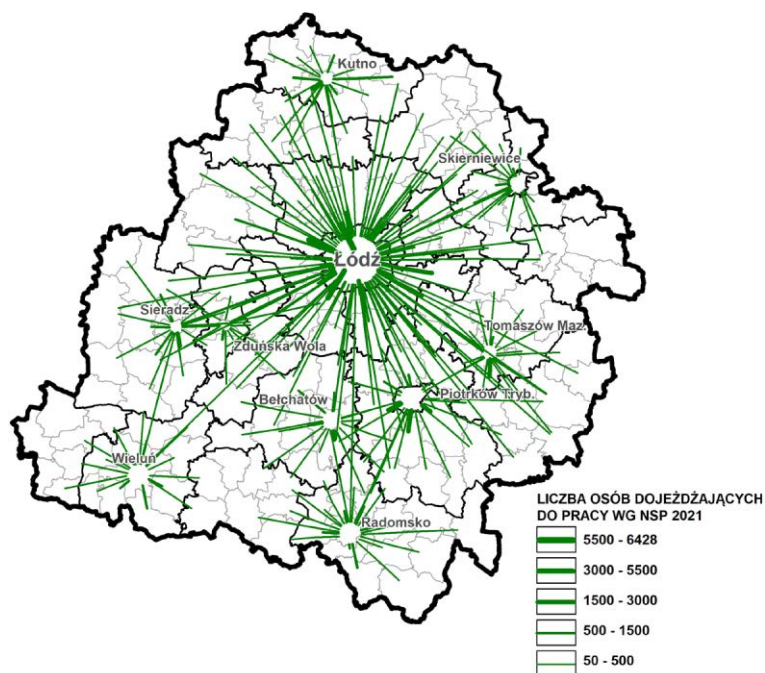 Kutno
Skierniewice
Łódź
Sieradz
Zduńska Wola
Tomaszów Maz.
Bełchatów
Piotrków Tryb.
Wieluń
Radomsko
LICZBA OSÓB DOJEŻDŻAJĄCYCH
DO PRACY WG NSP 2021
5500 - 6428
3000 - 5500
1500 - 3000
500 - 1500
50 - 500